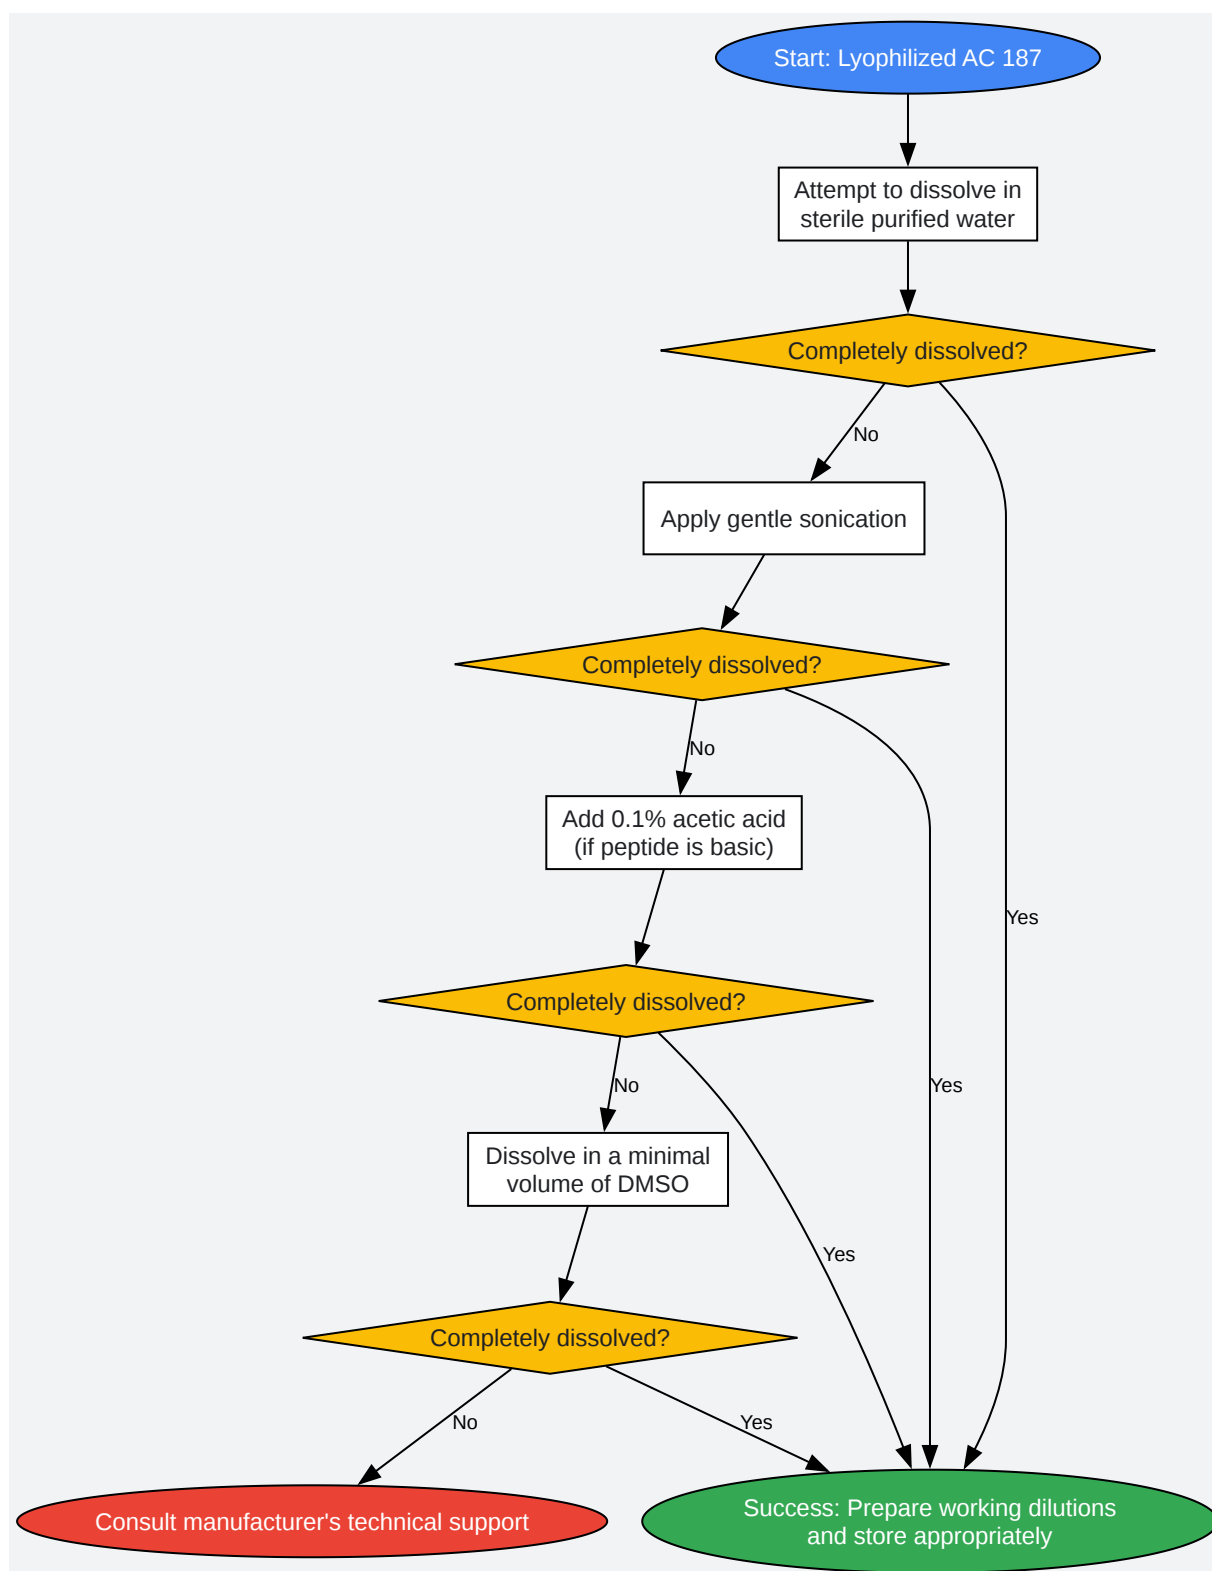 Start: Lyophilized AC 187
Attempt to dissolve in
sterile purified water
Completely dissolved?
No
Apply gentle sonication
Completely dissolved?
No
Add 0.1% acetic acid
(if peptide is basic)
Yes
Completely dissolved?
No
Yes
Dissolve in a minimal
volume of DMSO
Yes
Completely dissolved?
No
Yes
Consult manufacturer's technical support
Success: Prepare working dilutions
and store appropriately